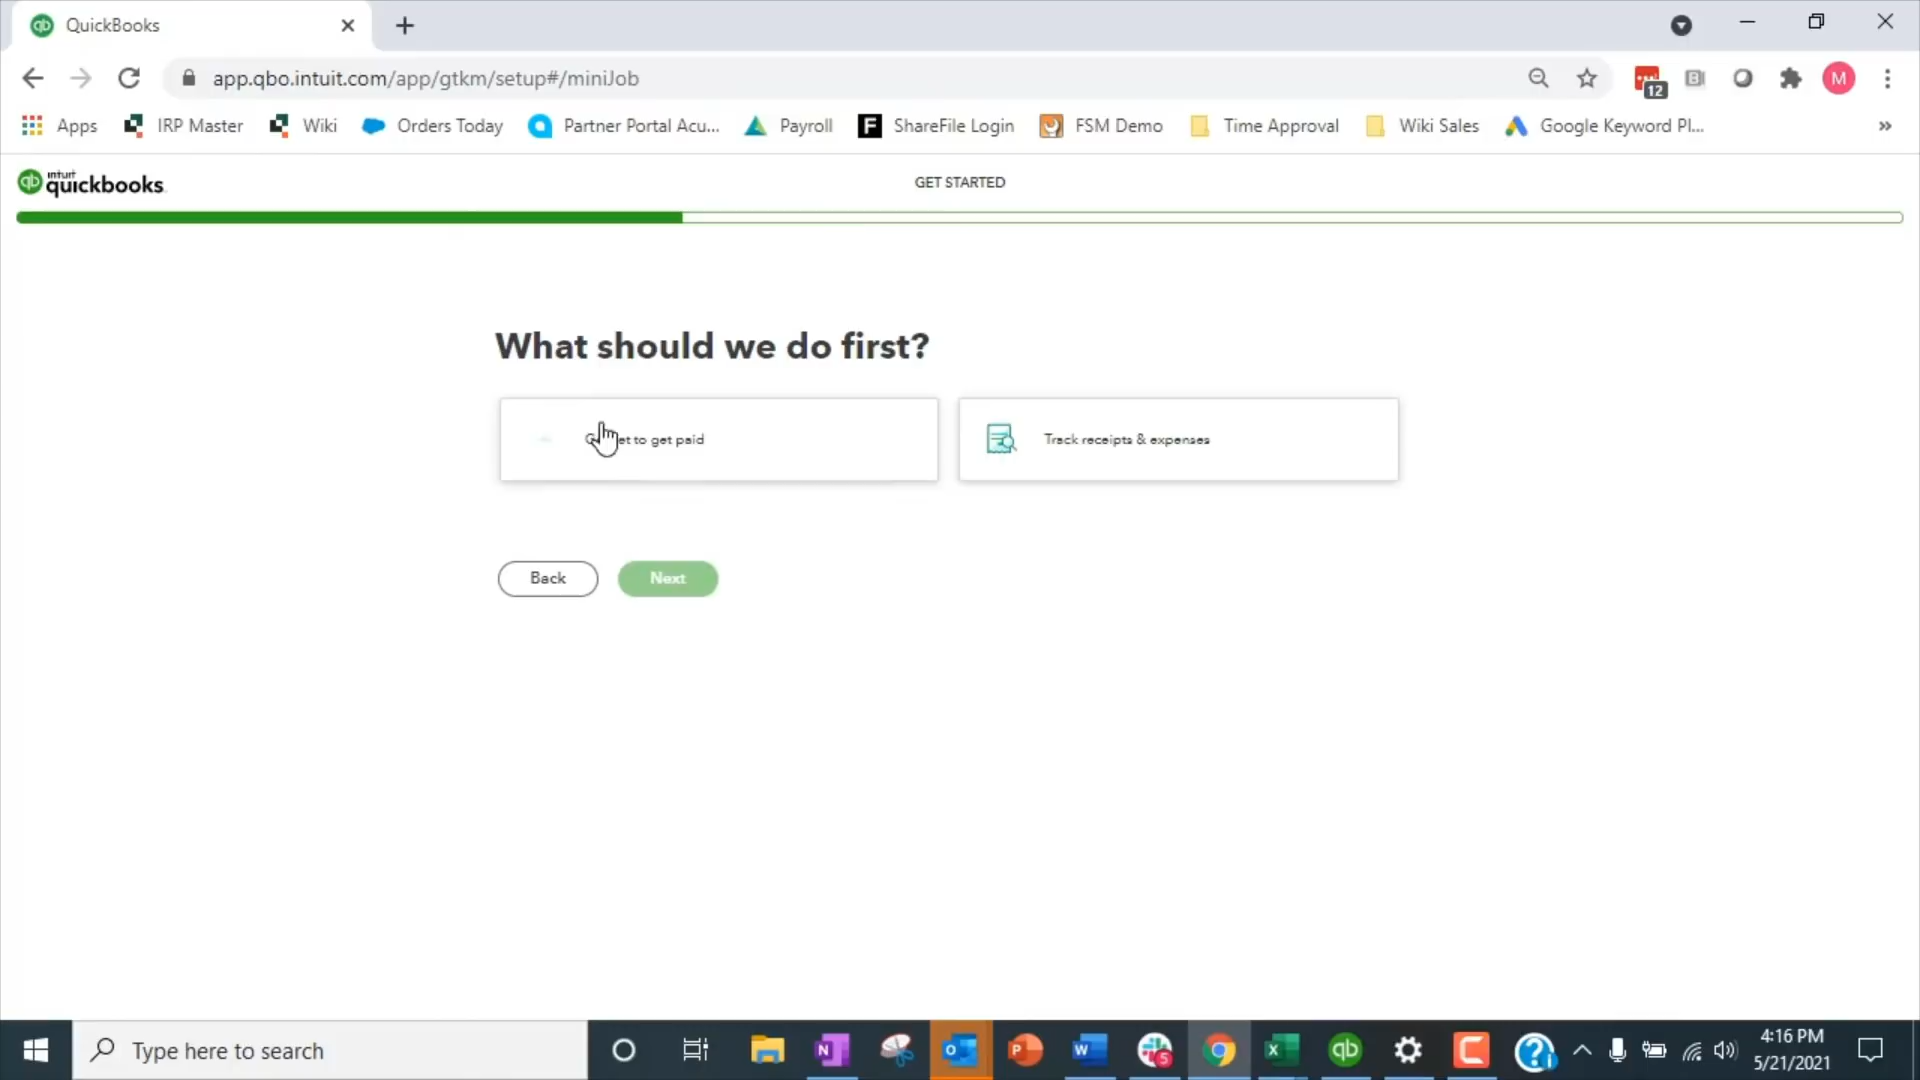 QuickBooks
app.qbo.intuit.com/app/gtkm/setup#/miniJob
12
M
Apps IRP Master Wiki Orders Today Partner Portal Acu... Payroll F ShareFile Login FSM Demo Time Approval Wiki Sales Google Keyword Pl... »
qb intuit quickbooks
GET STARTED
What should we do first?
to get paid
Track receipts & expenses
Back Next
Type here to search
4:16 PM
5/21/2021